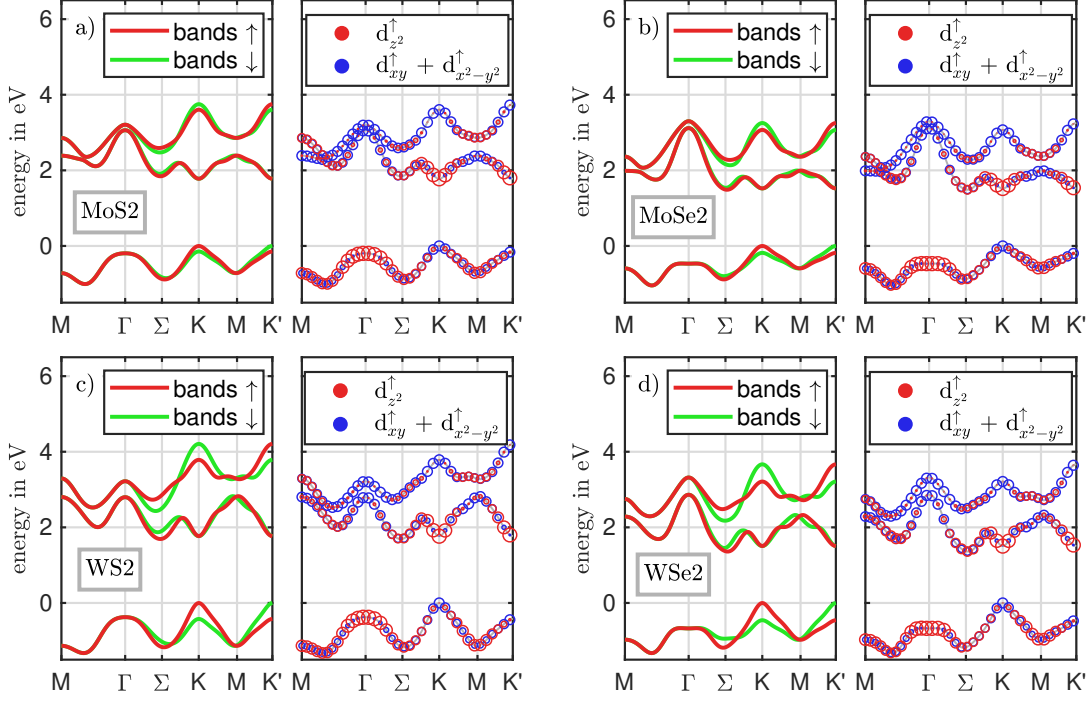 a)
bands ↑
bands ↓
d↑z²
d↑xy + d↑x²−y²
energy in eV
6
4
2
0
MoS2
M Γ Σ K M K'
M Γ Σ K M K'
b)
bands ↑
bands ↓
d↑z²
d↑xy + d↑x²−y²
energy in eV
6
4
2
0
MoSe2
M Γ Σ K M K'
M Γ Σ K M K'
c)
bands ↑
bands ↓
d↑z²
d↑xy + d↑x²−y²
energy in eV
6
4
2
0
WS2
M Γ Σ K M K'
M Γ Σ K M K'
d)
bands ↑
bands ↓
d↑z²
d↑xy + d↑x²−y²
energy in eV
6
4
2
0
WSe2
M Γ Σ K M K'
M Γ Σ K M K'